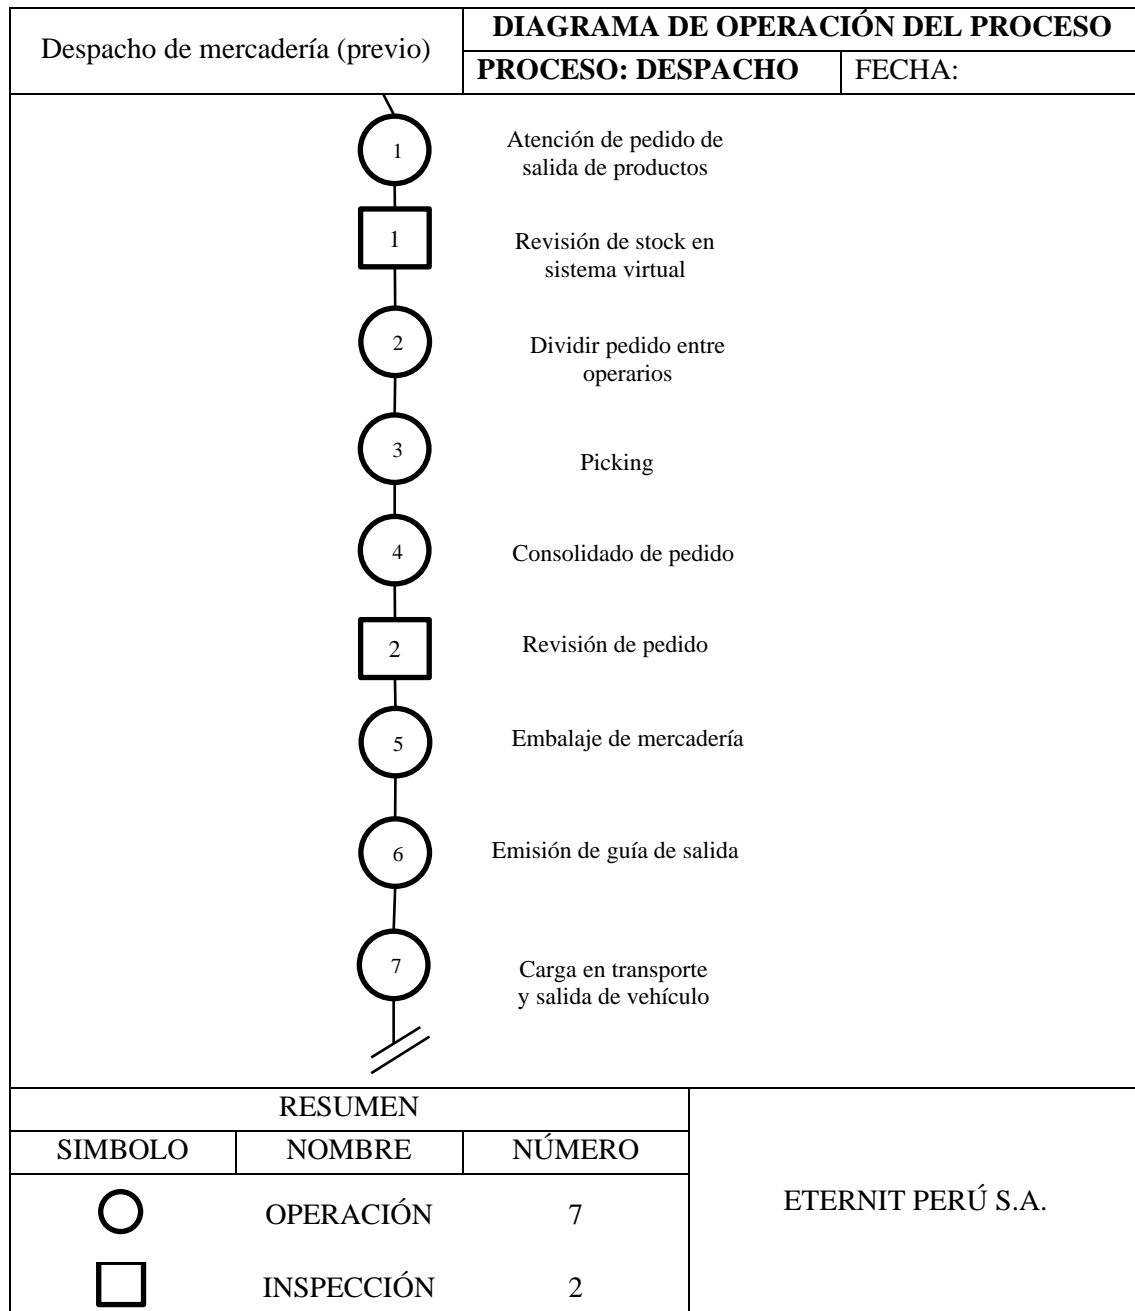 Despacho de mercadería (previo)
DIAGRAMA DE OPERACIÓN DEL PROCESO
PROCESO: DESPACHO
FECHA:
1
Atención de pedido de
salida de productos
1
Revisión de stock en
sistema virtual
2
Dividir pedido entre
operarios
3
Picking
4
Consolidado de pedido
2
Revisión de pedido
5
Embalaje de mercadería
6
Emisión de guía de salida
7
Carga en transporte
y salida de vehículo
RESUMEN
SIMBOLO
NOMBRE
NÚMERO
OPERACIÓN
7
INSPECCIÓN
2
ETERNIT PERÚ S.A.